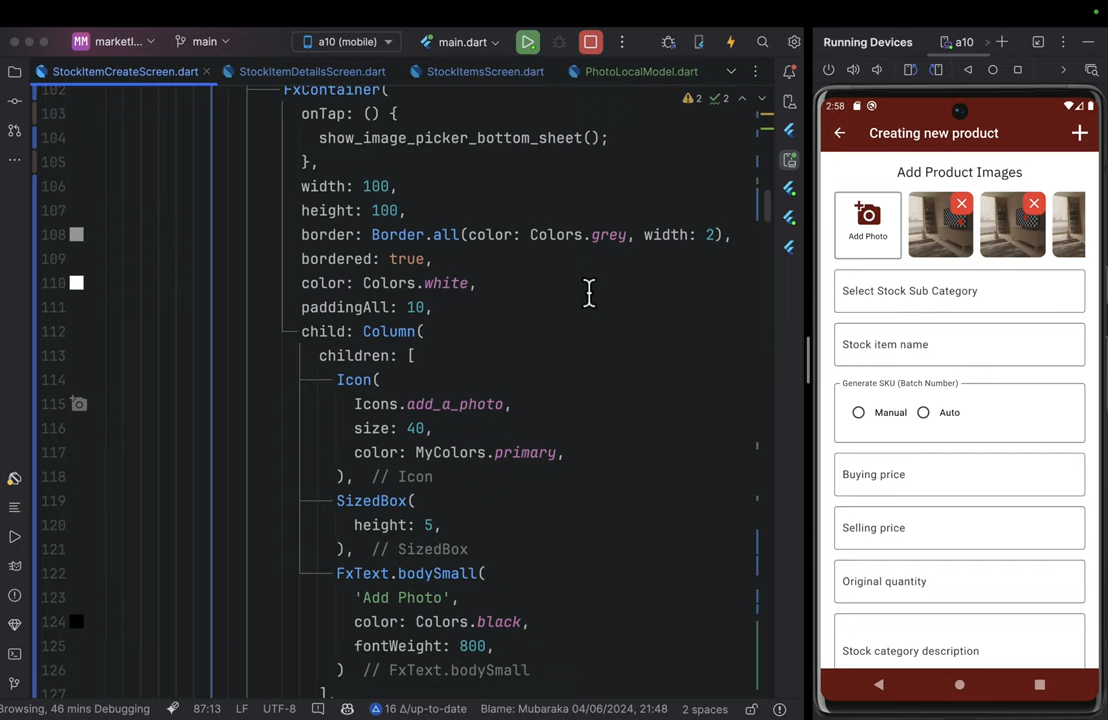 MM marketl... main a10 (mobile) main.dart Running Devices a10
StockItemCreateScreen.dart StockItemDetailsScreen.dart StockItemsScreen.dart PhotoLocalModel.dart
102 FxContainer( 2 2
103 onTap: () {
104 show_image_picker_bottom_sheet();
105 },
106 width: 100,
107 height: 100,
108 border: Border.all(color: Colors.grey, width: 2),
109 bordered: true,
110 color: Colors.white,
111 paddingAll: 10,
112 child: Column(
113 children: [
114 Icon(
115 Icons.add_a_photo,
116 size: 40,
117 color: MyColors.primary,
118 ), // Icon
119 SizedBox(
120 height: 5,
121 ), // SizedBox
122 FxText.bodySmall(
123 'Add Photo',
124 color: Colors.black,
125 fontWeight: 800,
126 ) // FxText.bodySmall
127 ],
Browsing, 46 mins Debugging 87:13 LF UTF-8 16 Δ/up-to-date Blame: Mubaraka 04/06/2024, 21:48 2 spaces
2:58
Creating new product
Add Product Images
Add Photo
Select Stock Sub Category
Stock item name
Generate SKU (Batch Number)
Manual Auto
Buying price
Selling price
Original quantity
Stock category description